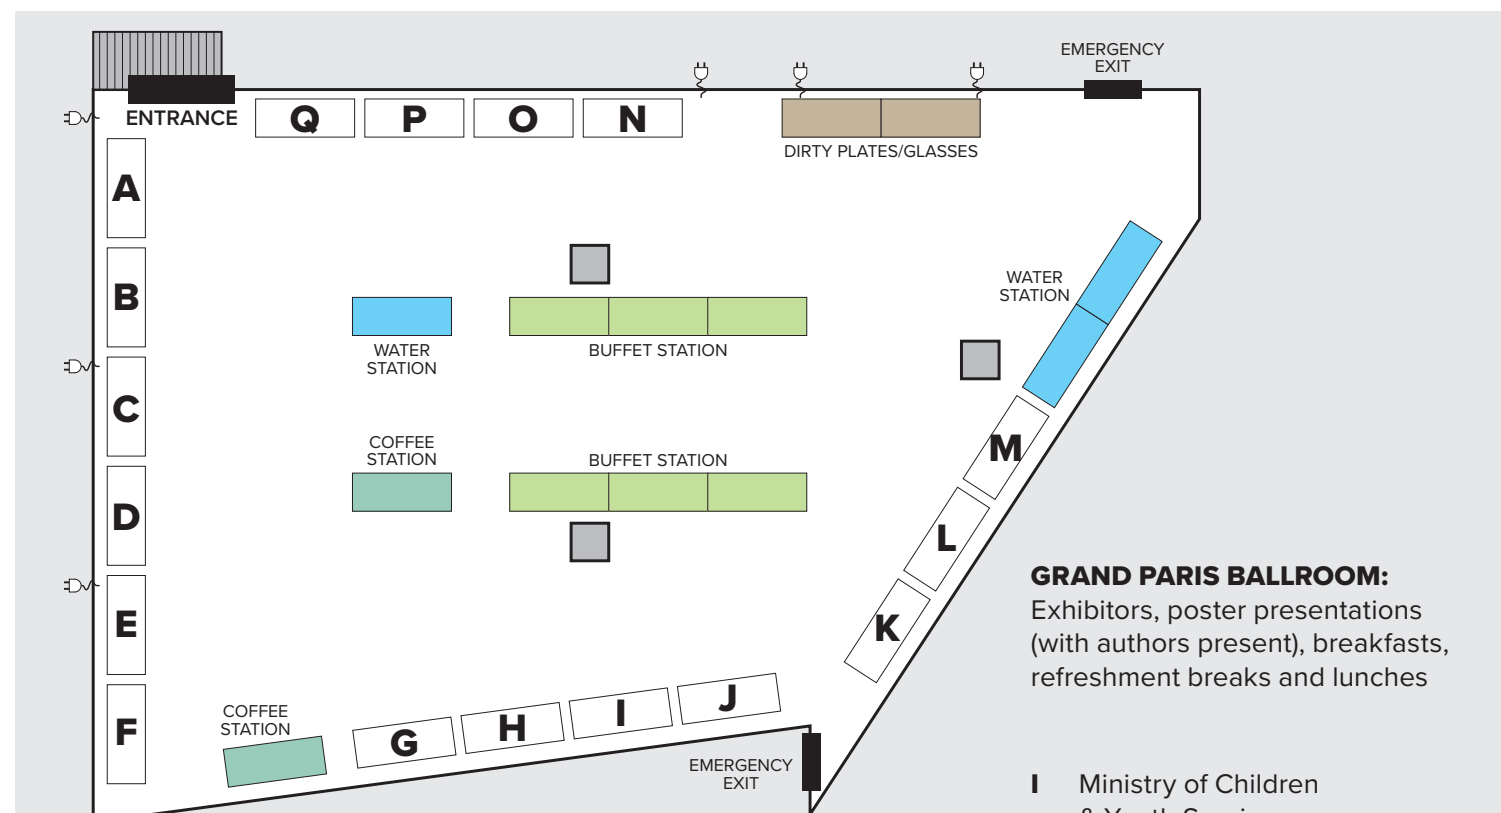 EMERGENCY
EXIT
ENTRANCE
Q
P
O
N
DIRTY PLATES/GLASSES
A
B
C
D
E
F
WATER
STATION
BUFFET STATION
WATER
STATION
COFFEE
STATION
BUFFET STATION
M
L
K
J
I
H
G
COFFEE
STATION
EMERGENCY
EXIT
GRAND PARIS BALLROOM:
Exhibitors, poster presentations
(with authors present), breakfasts,
refreshment breaks and lunches
I Ministry of Children